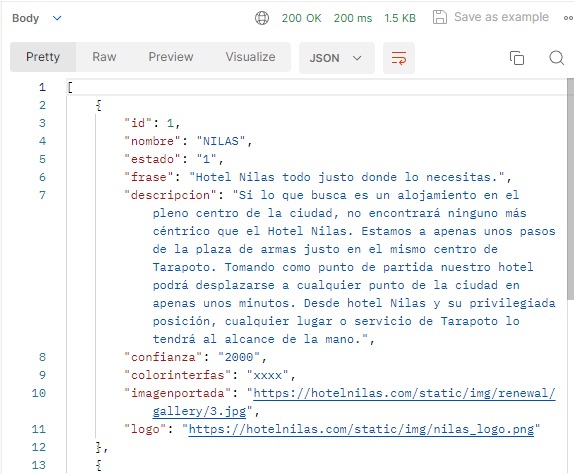 Body 200 OK 200 ms 1.5 KB Save as example
Pretty Raw Preview Visualize JSON
1 [
2 {
3 "id": 1,
4 "nombre": "NILAS",
5 "estado": "1",
6 "frase": "Hotel Nilas todo justo donde lo necesitas.",
7 "descripcion": "Si lo que busca es un alojamiento en el
pleno centro de la ciudad, no encontrará ninguno más
céntrico que el Hotel Nilas. Estamos a apenas unos pasos
de la plaza de armas justo en el mismo centro de
Tarapoto. Tomando como punto de partida nuestro hotel
podrá desplazarse a cualquier punto de la ciudad en
apenas unos minutos. Desde hotel Nilas y su privilegiada
posición, cualquier lugar o servicio de Tarapoto lo
tendrá al alcance de la mano.",
8 "confianza": "2000",
9 "colorinterfas": "xxxx",
10 "imagenportada": "https://hotelnilas.com/static/img/renewal/
gallery/3.jpg",
11 "logo": "https://hotelnilas.com/static/img/nilas_logo.png"
12 },
13 {